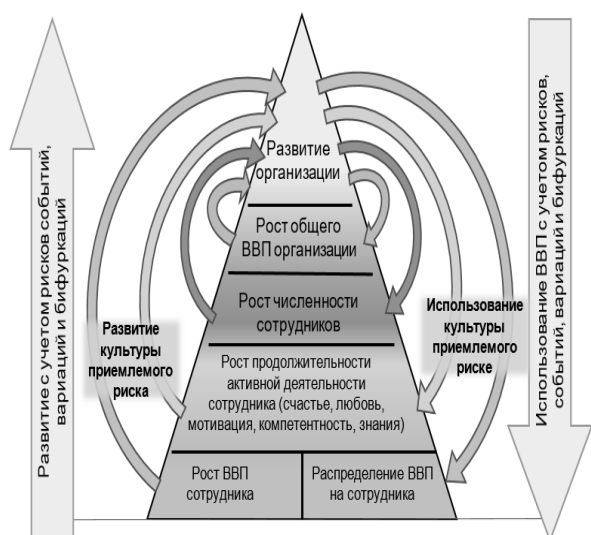 Развитие с учетом рисков событий,
вариаций и бифуркаций
Развитие
организации
Рост общего
ВВП организации
Рост численности
сотрудников
Развитие
культуры
приемлемого
риска
Использование
культуры
приемлемого
риске
Рост продолжительности
активной деятельности
сотрудника (счастье, любовь,
мотивация, компетентность, знания)
Рост ВВП
сотрудника
Распределение ВВП
на сотрудника
Использование ВВП с учетом рисков,
событий, вариаций и бифуркаций